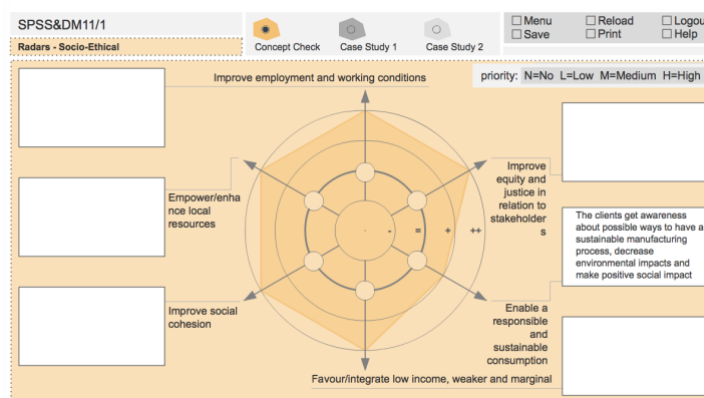 SPSS&DM11/1
Radars - Socio-Ethical
Concept Check
Case Study 1
Case Study 2
Menu
Reload
Logou
Save
Print
Help
priority: N=No L=Low M=Medium H=High
Improve employment and working conditions
Improve
equity and
justice in
relation to
stakeholder
s
Empower/enha
nce local
resources
- = + ++
The clients get awareness
about possible ways to have a
sustainable manufacturing
process, decrease
environmental impacts and
make positive social impact
Improve social
cohesion
Enable a
responsible
and
sustainable
consumption
Favour/integrate low income, weaker and marginal